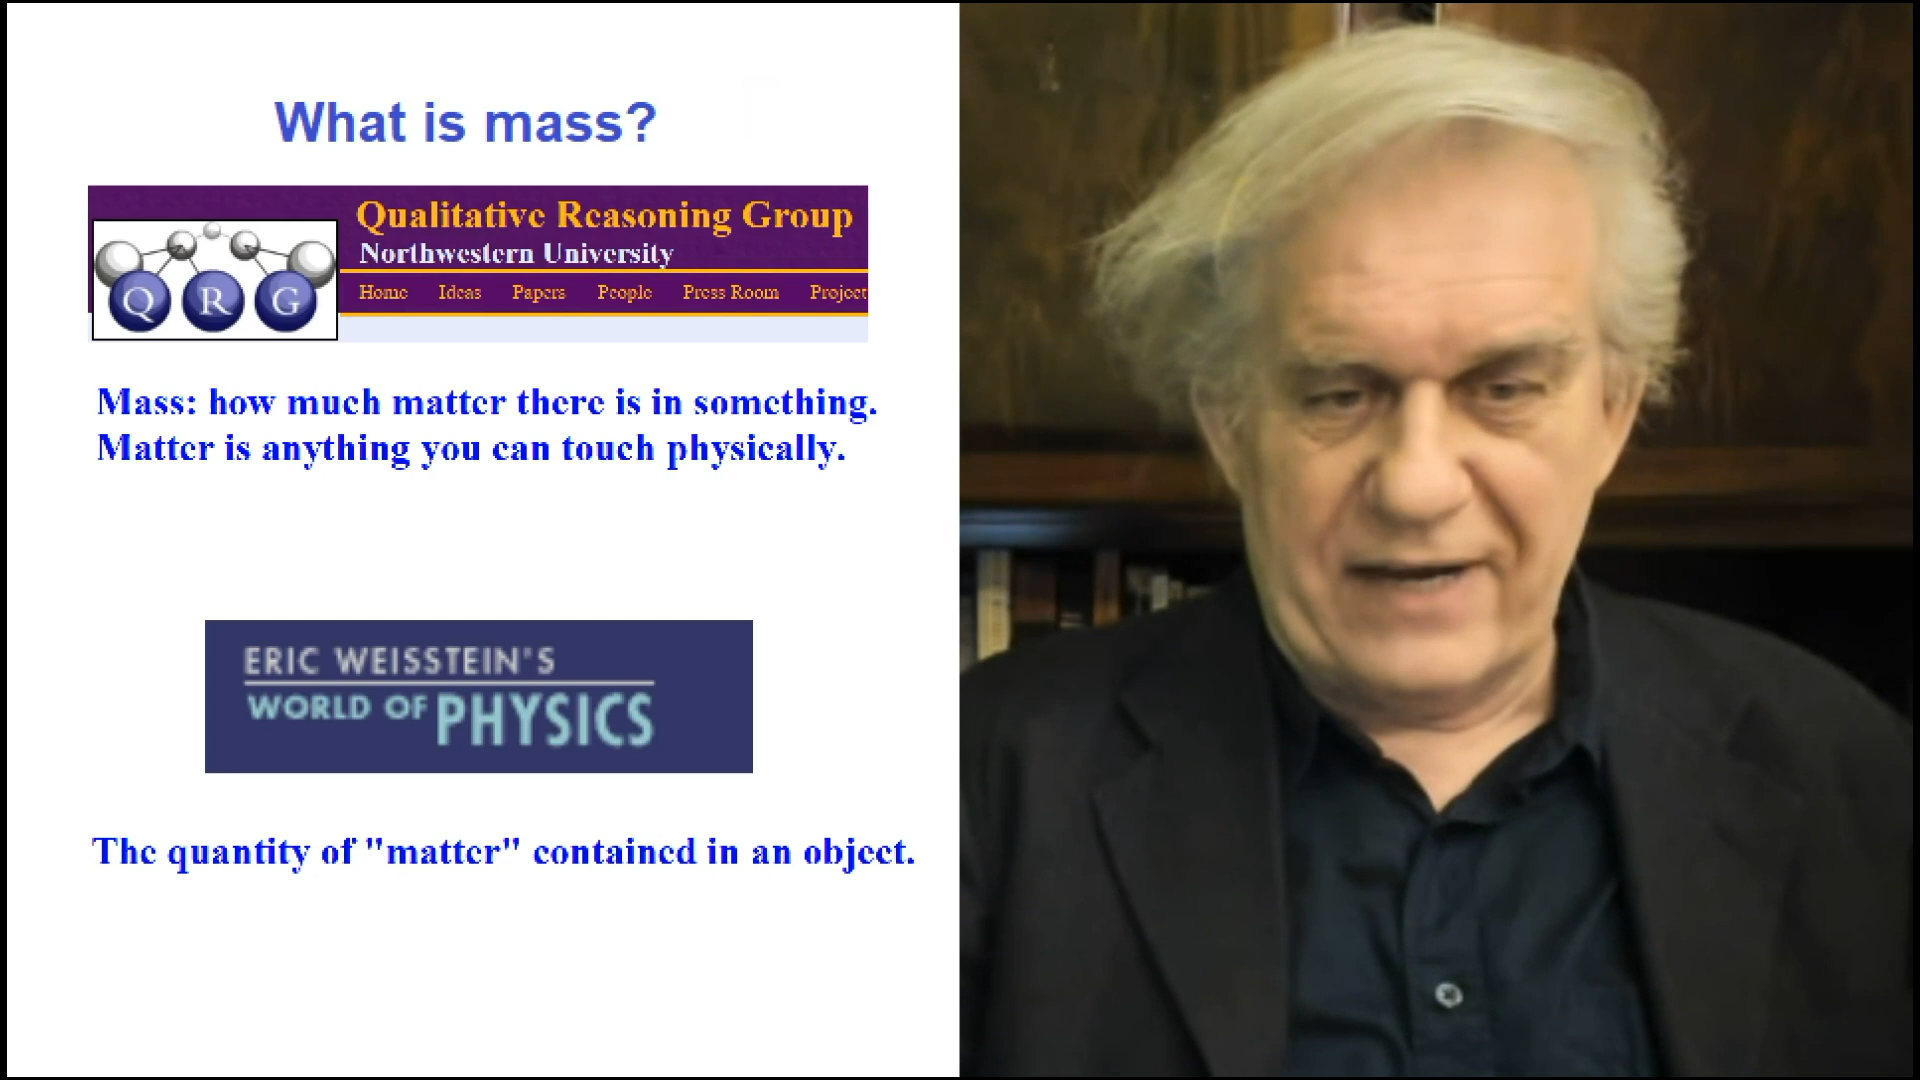 What is mass?
Qualitative Reasoning Group
Northwestern University
Q R G
Home Ideas Papers People Press Room Project
Mass: how much matter there is in something.
Matter is anything you can touch physically.
ERIC WEISSTEIN'S
WORLD OF PHYSICS
The quantity of "matter" contained in an object.